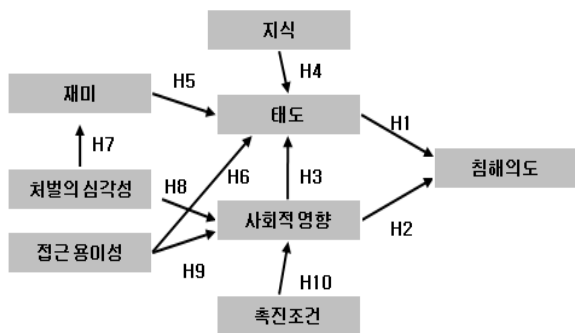 지식
H4
재미
H5
태도
H1
H7
침해의도
처벌의 심각성
H8
H6
H3
사회적 영향
H2
접근 용이성
H9
H10
촉진조건